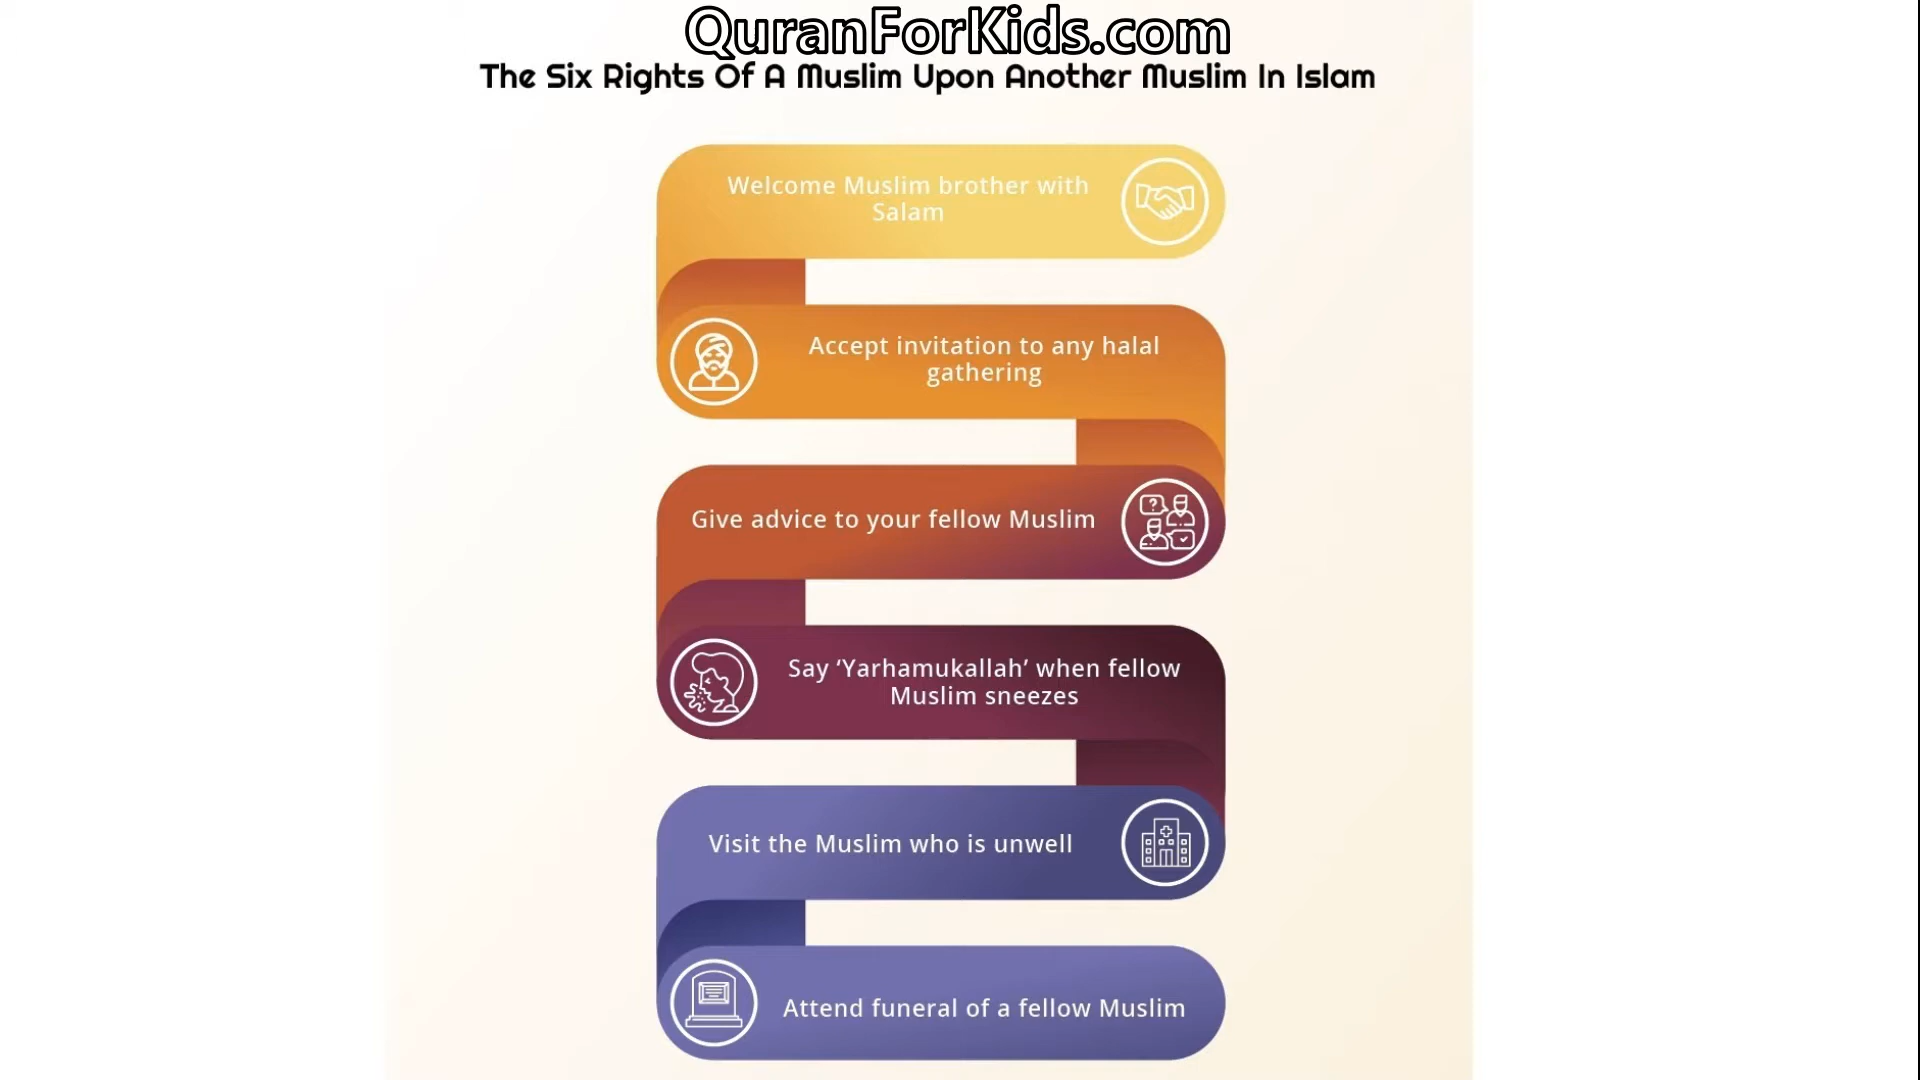 QuranForKids.com
The Six Rights Of A Muslim Upon Another Muslim In Islam
Welcome Muslim brother with
Salam
Accept invitation to any halal
gathering
Give advice to your fellow Muslim
Say ‘Yarhamukallah’ when fellow
Muslim sneezes
Visit the Muslim who is unwell
Attend funeral of a fellow Muslim